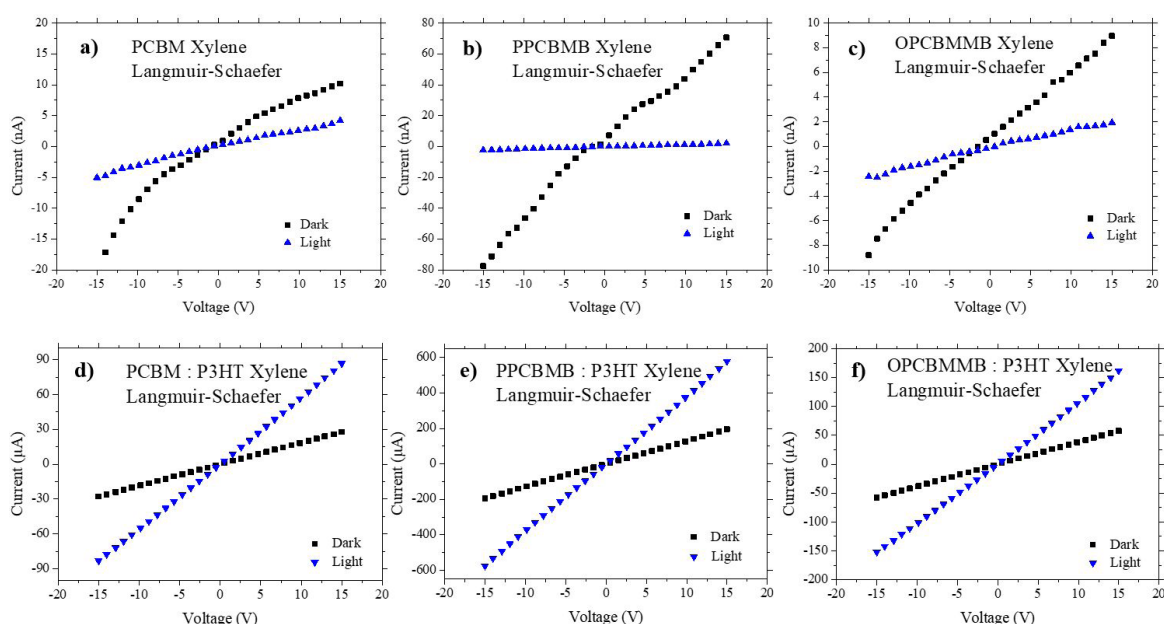 a) PCBM Xylene
Langmuir-Schaefer
20
15
10
5
0
-5
-10
-15
-20
Current (nA)
Dark
Light
-20 -15 -10 -5 0 5 10 15 20
Voltage (V)
b) PPCBMB Xylene
Langmuir-Schaefer
80
60
40
20
0
-20
-40
-60
-80
Current (nA)
Dark
Light
-20 -15 -10 -5 0 5 10 15 20
Voltage (V)
c) OPCBMMB Xylene
Langmuir-Schaefer
10
8
6
4
2
0
-2
-4
-6
-8
-10
Current (nA)
Dark
Light
-20 -15 -10 -5 0 5 10 15 20
Voltage (V)
d) PCBM : P3HT Xylene
Langmuir-Schaefer
90
60
30
0
-30
-60
-90
Current (µA)
Dark
Light
-20 -15 -10 -5 0 5 10 15 20
Voltage (V)
e) PPCBMB : P3HT Xylene
Langmuir-Schaefer
600
400
200
0
-200
-400
-600
Current (µA)
Dark
Light
-20 -15 -10 -5 0 5 10 15 20
Voltage (V)
f) OPCBMMB : P3HT Xylene
Langmuir-Schaefer
200
150
100
50
0
-50
-100
-150
-200
Current (µA)
Dark
Light
-20 -15 -10 -5 0 5 10 15 20
Voltage (V)